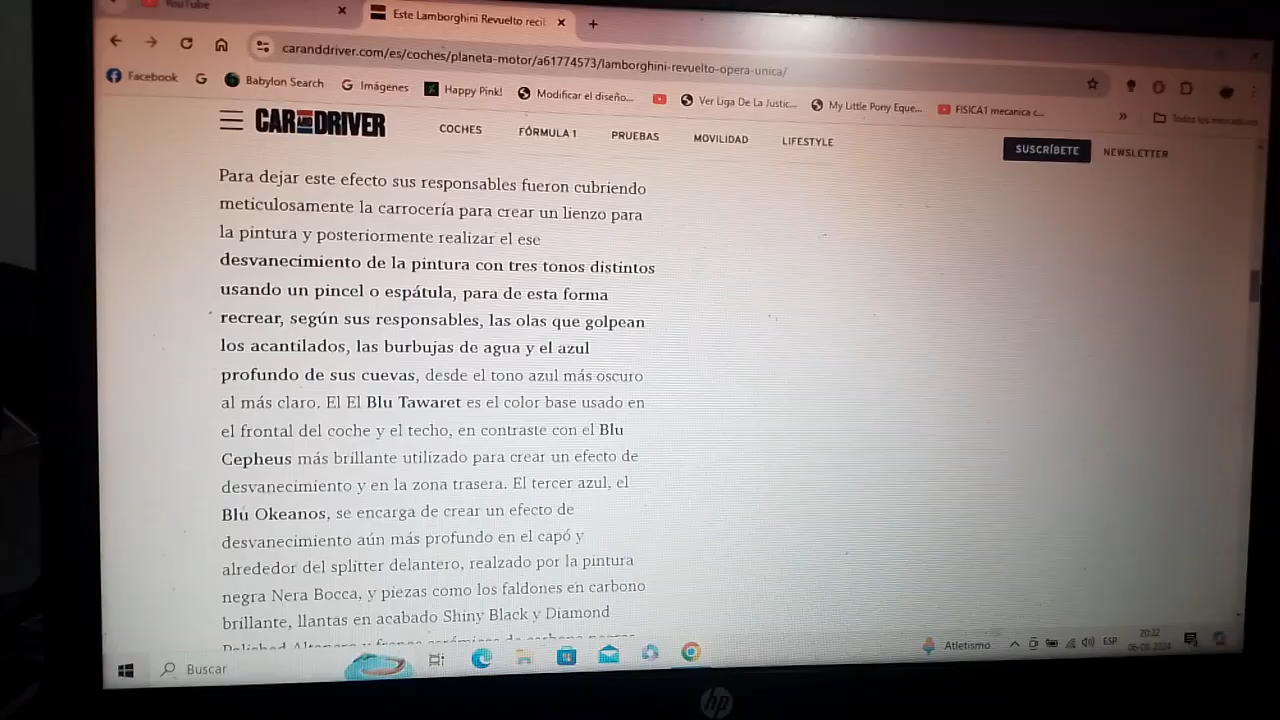 YouTube
Este Lamborghini Revuelto recil
caranddriver.com/es/coches/planeta-motor/a61774573/lamborghini-revuelto-opera-unica/
Facebook
Babylon Search
Imágenes
Happy Pink!
Modificar el diseño...
Ver Liga De La Justic...
My Little Pony Eque...
FISICA1 mecanica c...
»
Todos los marcadores
CAR AND DRIVER
COCHES
FÓRMULA 1
PRUEBAS
MOVILIDAD
LIFESTYLE
SUSCRÍBETE
NEWSLETTER
Para dejar este efecto sus responsables fueron cubriendo
meticulosamente la carrocería para crear un lienzo para
la pintura y posteriormente realizar el ese
desvanecimiento de la pintura con tres tonos distintos
usando un pincel o espátula, para de esta forma
recrear, según sus responsables, las olas que golpean
los acantilados, las burbujas de agua y el azul
profundo de sus cuevas, desde el tono azul más oscuro
al más claro. El El Blu Tawaret es el color base usado en
el frontal del coche y el techo, en contraste con el Blu
Cepheus más brillante utilizado para crear un efecto de
desvanecimiento y en la zona trasera. El tercer azul, el
Blu Okeanos, se encarga de crear un efecto de
desvanecimiento aún más profundo en el capó y
alrededor del splitter delantero, realzado por la pintura
negra Nera Bocca, y piezas como los faldones en carbono
brillante, llantas en acabado Shiny Black y Diamond
Buscar
Atletismo
ESP
20:22
hp